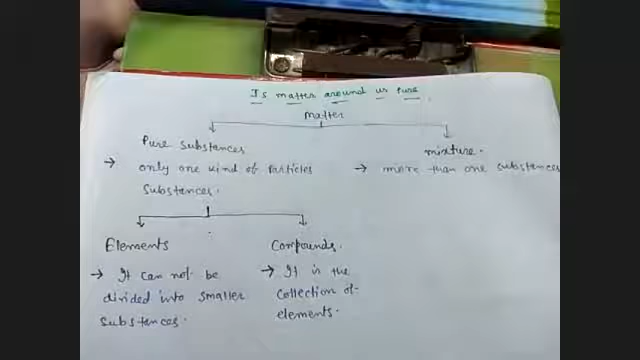 Is matter around us Pure.
Matter
Pure Substances
→ only one kind of Particles
Substances.
mixture.
→ more than one substances
Elements
→ It can not be
divided into smaller
substances.
Compounds.
→ It is the
collection of
elements.